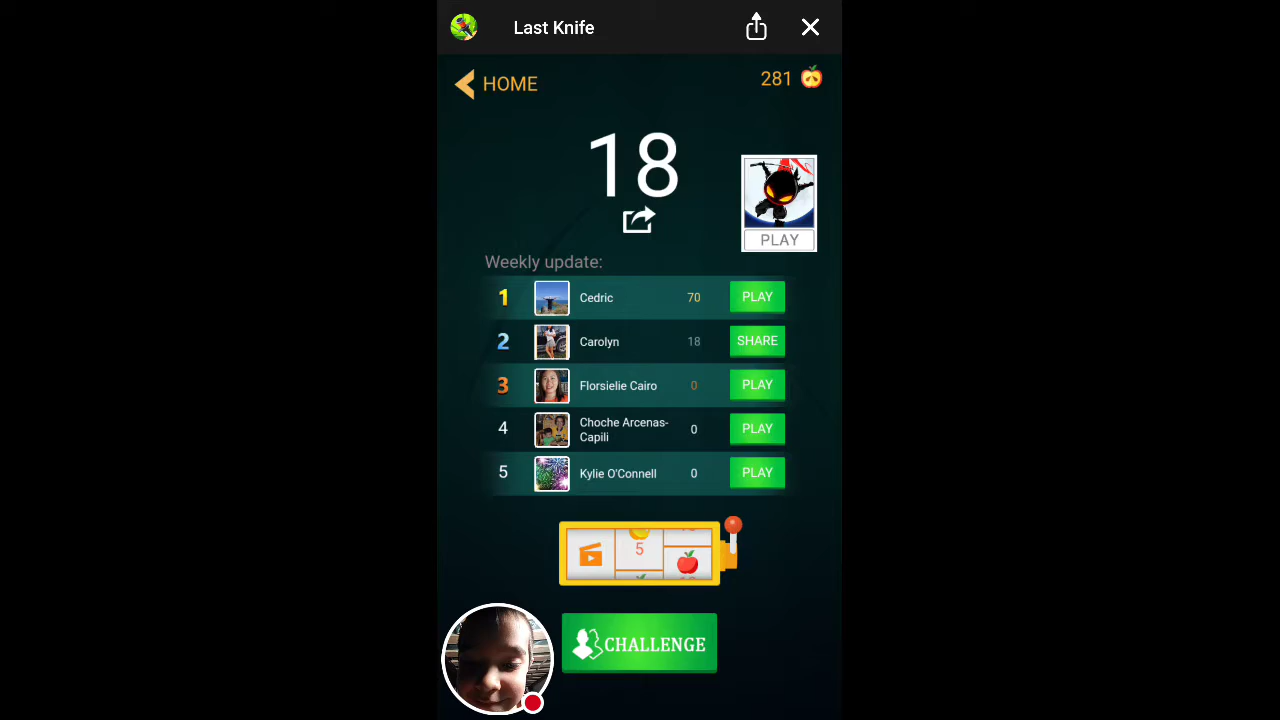 Last Knife
HOME
281
18
PLAY
Weekly update:
1 Cedric 70 PLAY
2 Carolyn 18 SHARE
3 Florsielie Cairo 0 PLAY
4 Choche Arcenas-
Capili 0 PLAY
5 Kylie O'Connell 0 PLAY
5
CHALLENGE